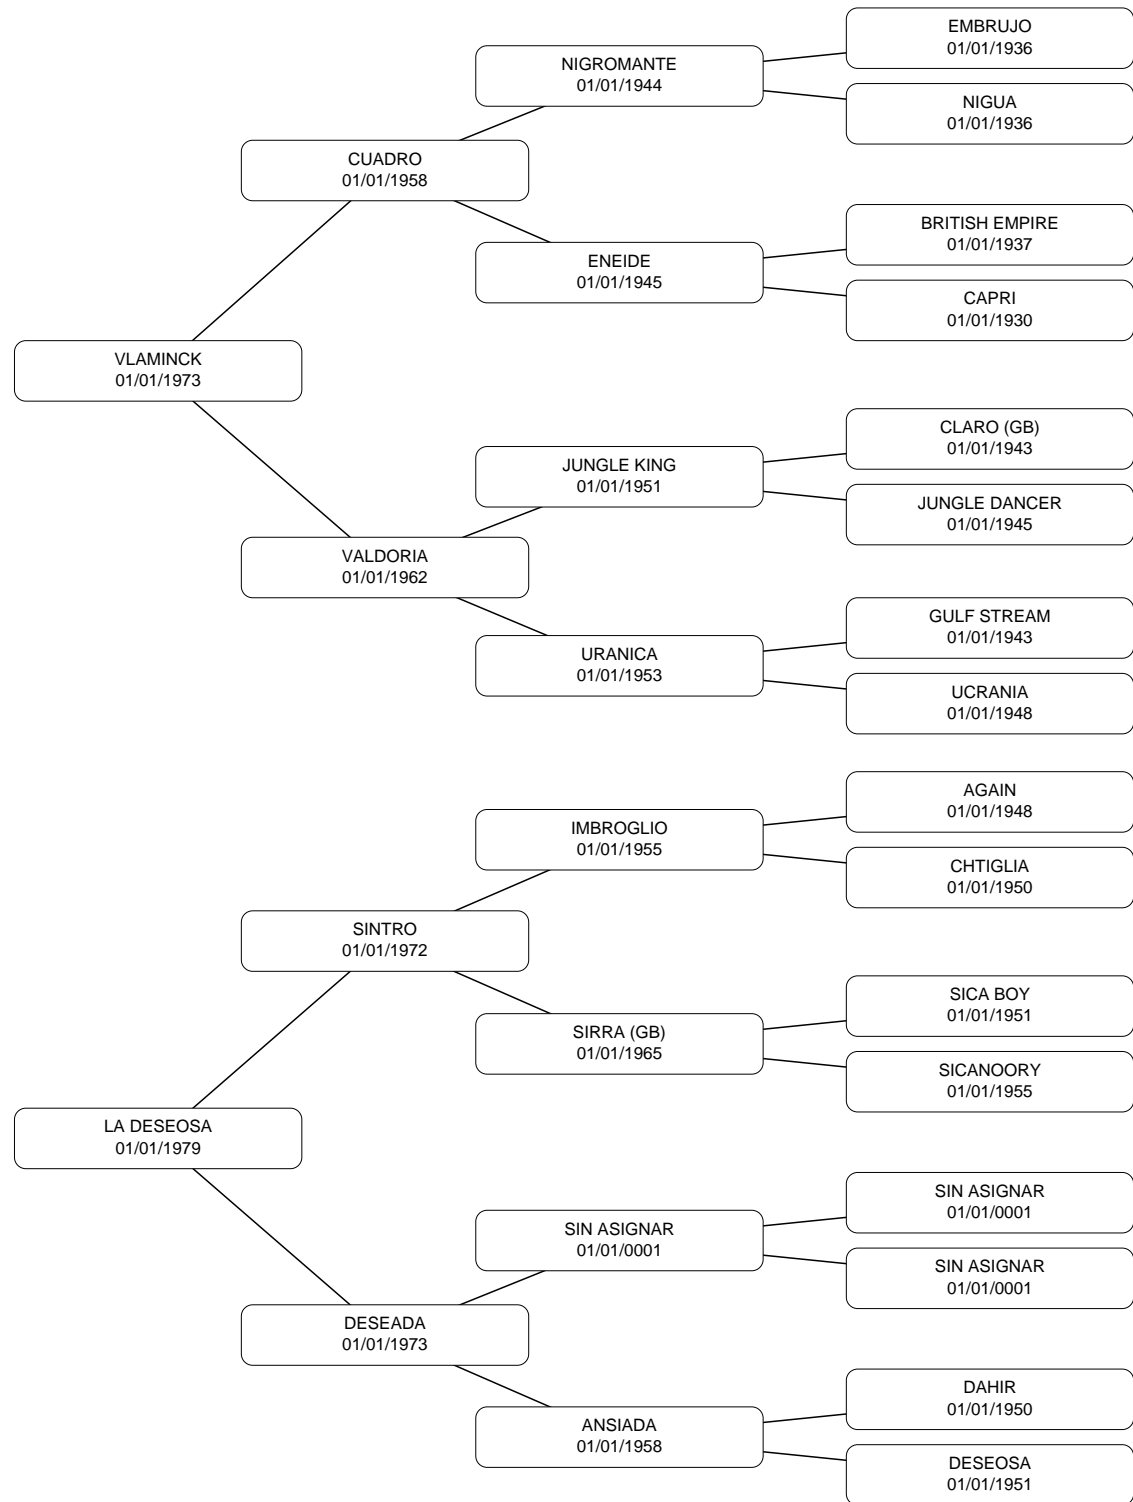 EMBRUJO
01/01/1936
NIGROMANTE
01/01/1944
NIGUA
01/01/1936
CUADRO
01/01/1958
BRITISH EMPIRE
01/01/1937
ENEIDE
01/01/1945
CAPRI
01/01/1930
VLAMINCK
01/01/1973
CLARO (GB)
01/01/1943
JUNGLE KING
01/01/1951
JUNGLE DANCER
01/01/1945
VALDORIA
01/01/1962
GULF STREAM
01/01/1943
URANICA
01/01/1953
UCRANIA
01/01/1948
AGAIN
01/01/1948
IMBROGLIO
01/01/1955
CHTIGLIA
01/01/1950
SINTRO
01/01/1972
SICA BOY
01/01/1951
SIRRA (GB)
01/01/1965
SICANOORY
01/01/1955
LA DESEOSA
01/01/1979
SIN ASIGNAR
01/01/0001
SIN ASIGNAR
01/01/0001
SIN ASIGNAR
01/01/0001
DESEADA
01/01/1973
DAHIR
01/01/1950
ANSIADA
01/01/1958
DESEOSA
01/01/1951